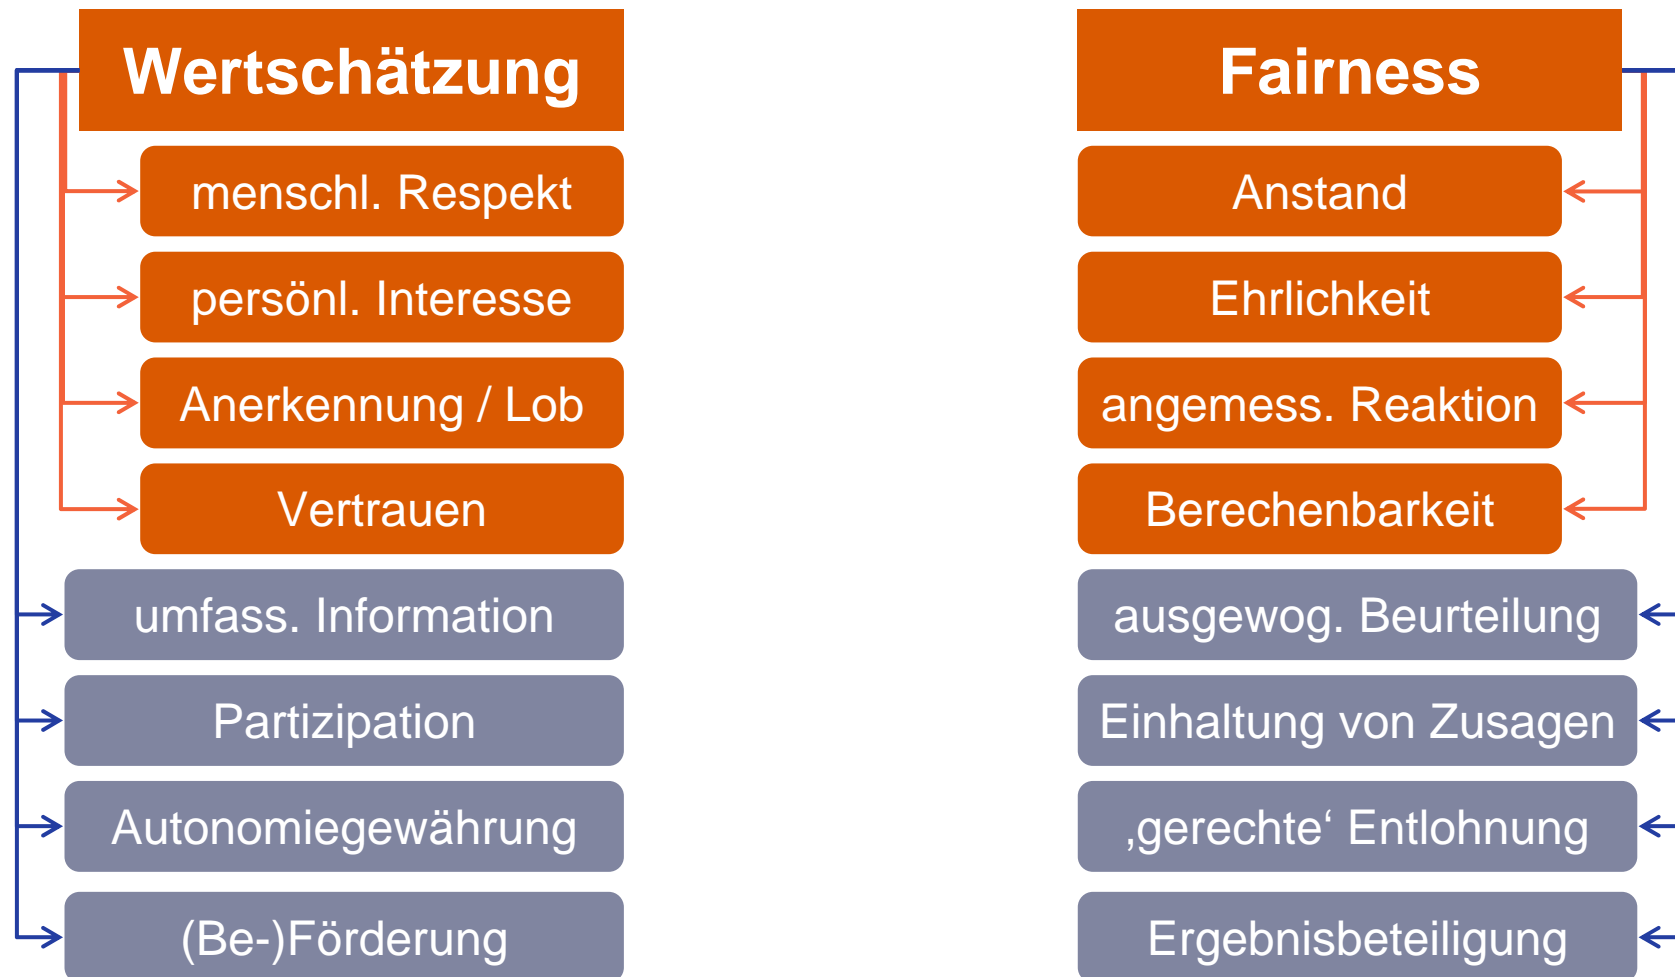 Wertschätzung
menschl. Respekt
persönl. Interesse
Anerkennung / Lob
Vertrauen
umfass. Information
Partizipation
Autonomiegewährung
(Be-)Förderung
Fairness
Anstand
Ehrlichkeit
angemess. Reaktion
Berechenbarkeit
ausgewog. Beurteilung
Einhaltung von Zusagen
‚gerechte‘ Entlohnung
Ergebnisbeteiligung